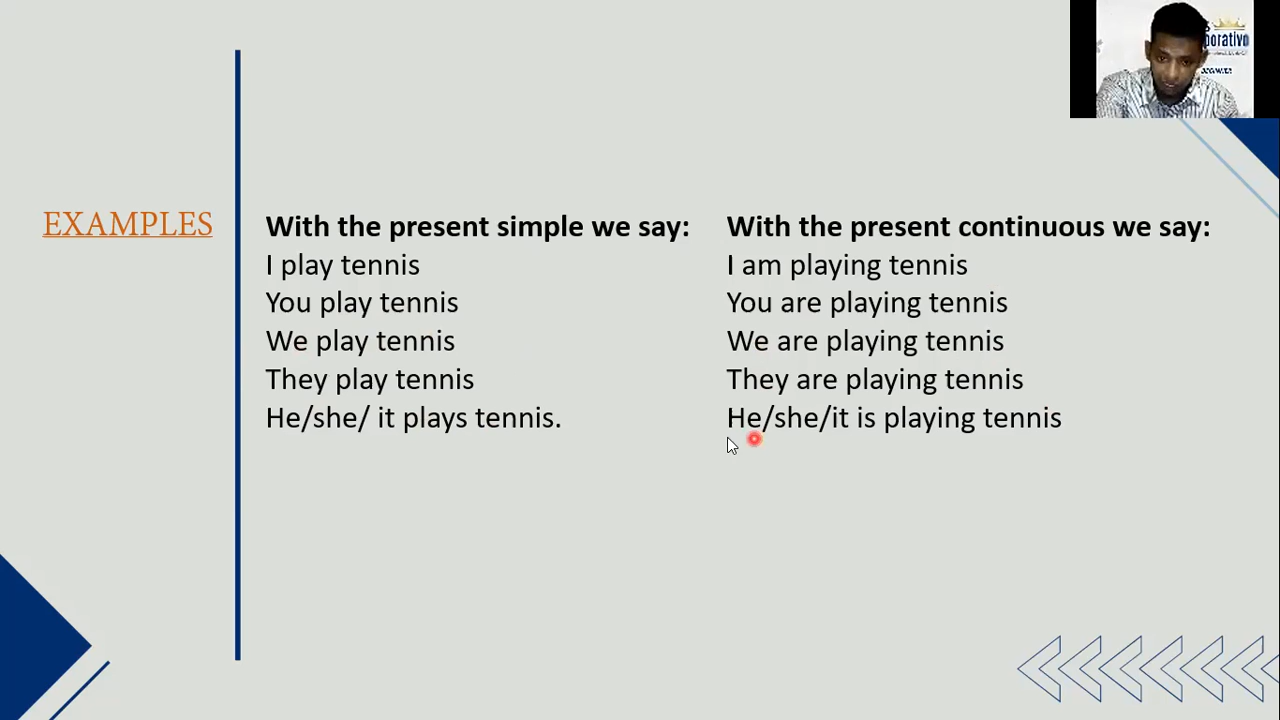 porativo
EXAMPLES
With the present simple we say:
I play tennis
You play tennis
We play tennis
They play tennis
He/she/ it plays tennis.
With the present continuous we say:
I am playing tennis
You are playing tennis
We are playing tennis
They are playing tennis
He/she/it is playing tennis